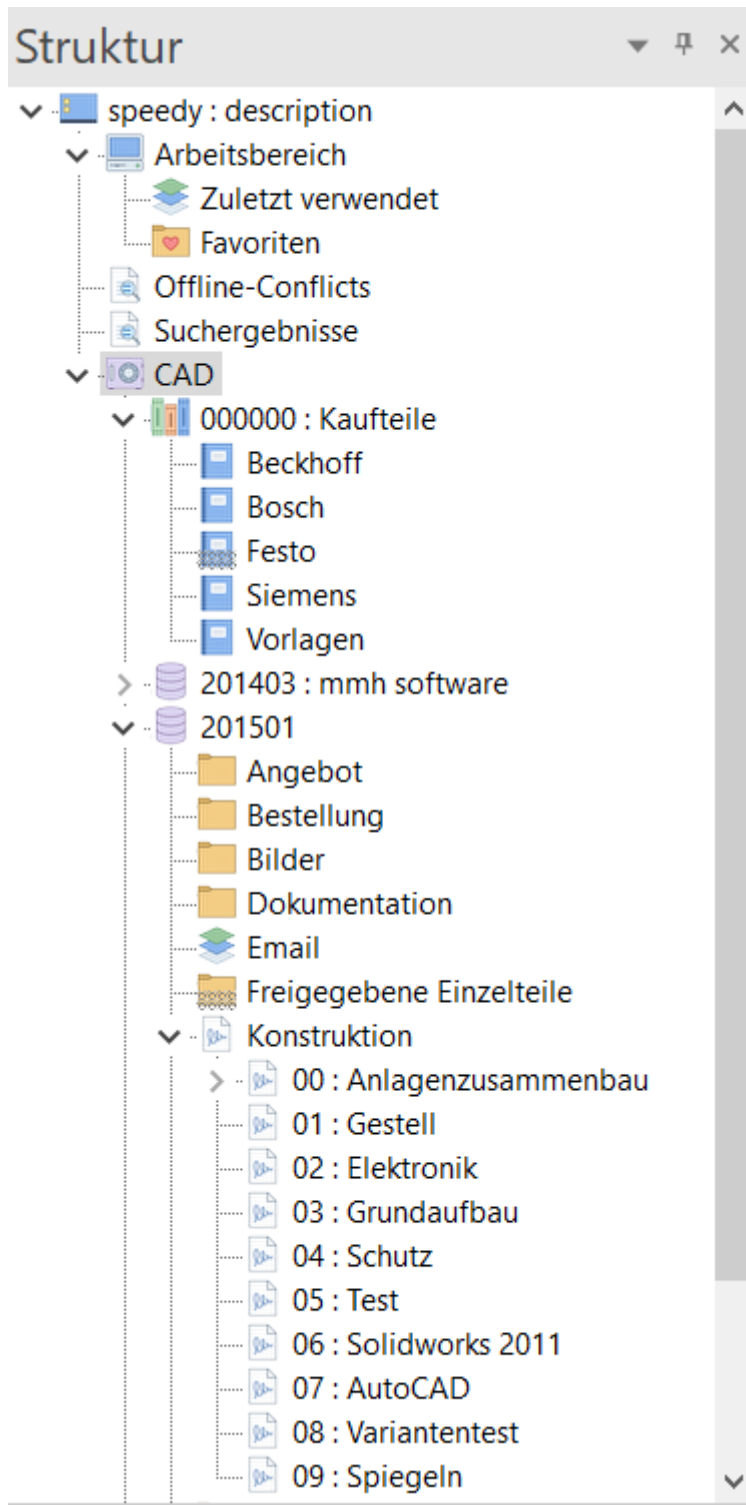 Struktur
speedy : description
Arbeitsbereich
Zuletzt verwendet
Favoriten
Offline-Conflicts
Suchergebnisse
CAD
000000 : Kaufteile
Beckhoff
Bosch
Festo
Siemens
Vorlagen
201403 : mmh software
201501
Angebot
Bestellung
Bilder
Dokumentation
Email
Freigegebene Einzelteile
Konstruktion
00 : Anlagenzusammenbau
01 : Gestell
02 : Elektronik
03 : Grundaufbau
04 : Schutz
05 : Test
06 : Solidworks 2011
07 : AutoCAD
08 : Variantentest
09 : Spiegeln